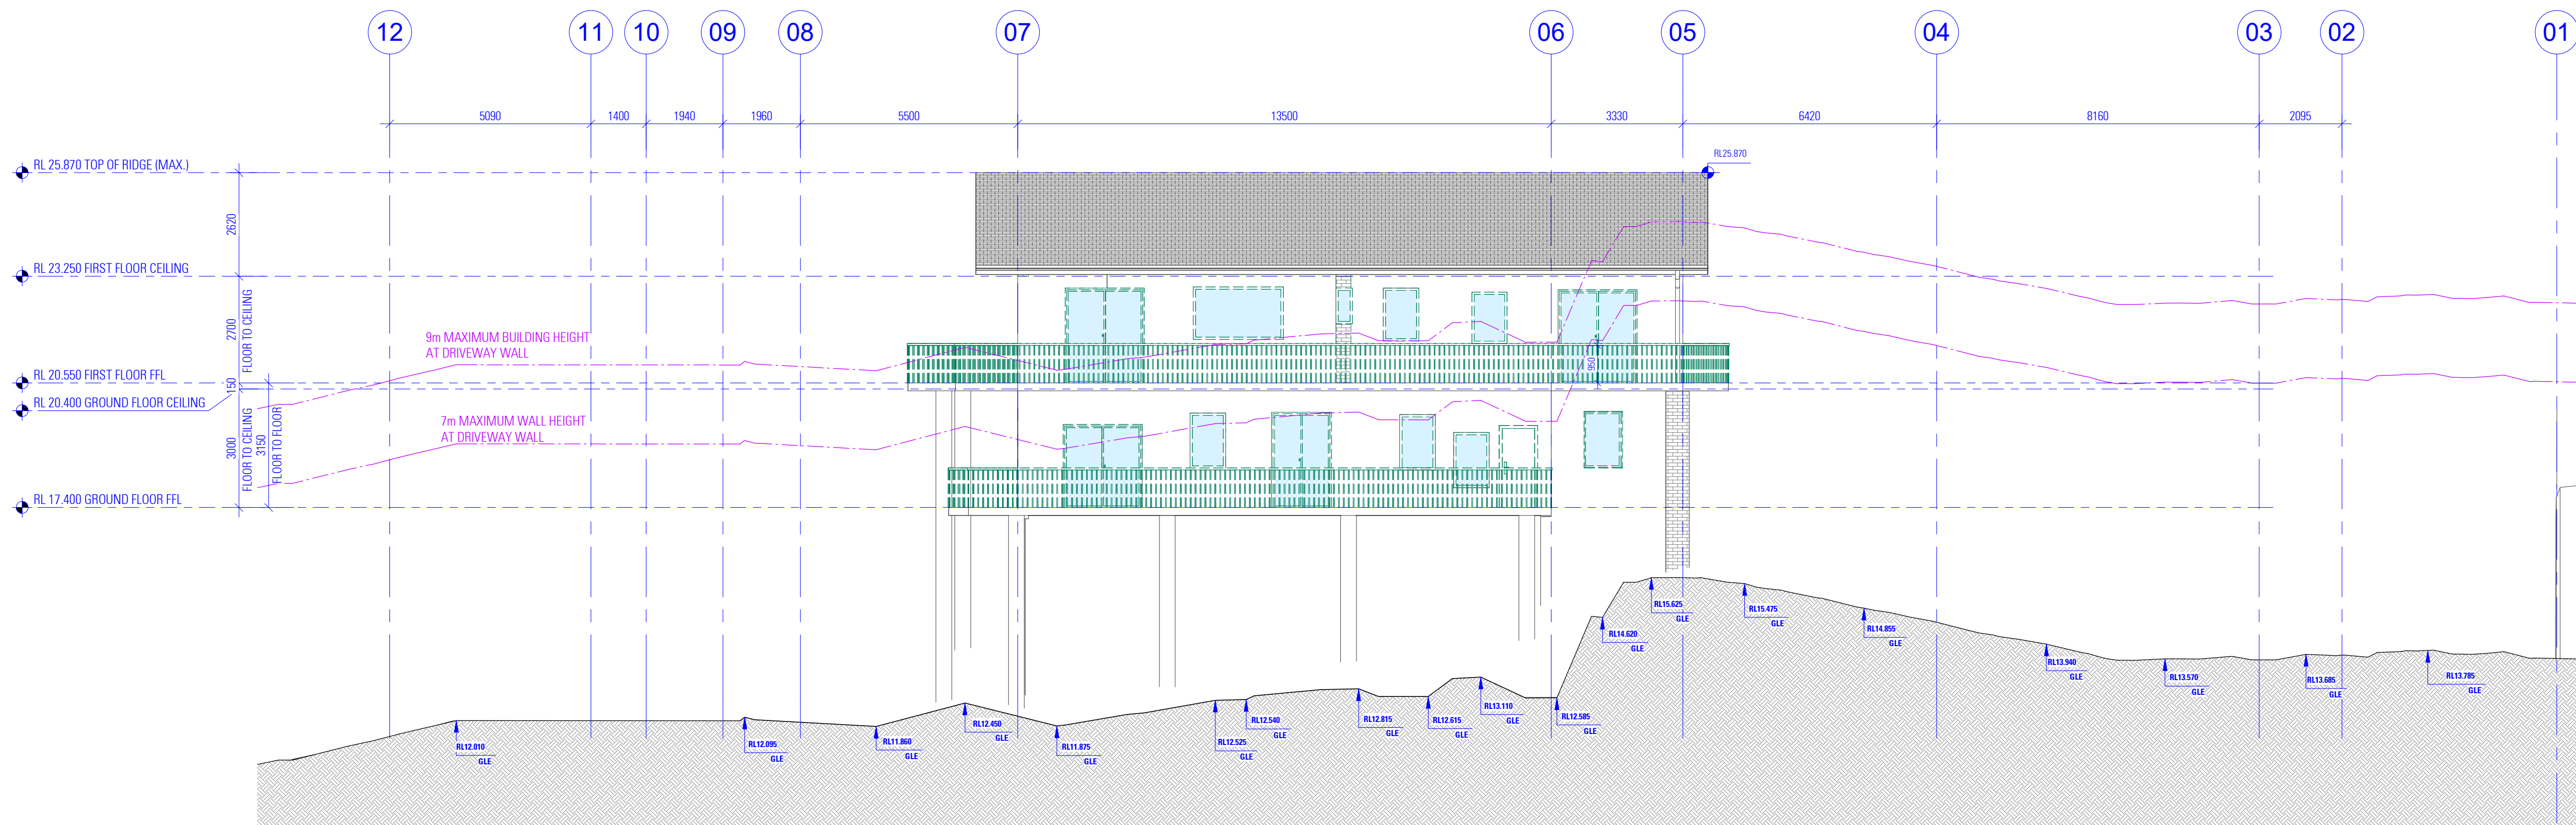 12
11
10
09
08
07
06
05
04
03
02
01
5090
1400
1940
1960
5500
13500
3330
6420
8160
2095
RL 25.870 TOP OF RIDGE (MAX.)
RL25.870
2620
RL 23.250 FIRST FLOOR CEILING
2700
FLOOR TO CEILING
9m MAXIMUM BUILDING HEIGHT
AT DRIVEWAY WALL
950
RL 20.550 FIRST FLOOR FFL
150
RL 20.400 GROUND FLOOR CEILING
7m MAXIMUM WALL HEIGHT
AT DRIVEWAY WALL
3000
FLOOR TO CEILING
3150
FLOOR TO FLOOR
RL 17.400 GROUND FLOOR FFL
RL12.010
GLE
RL12.095
GLE
RL11.860
GLE
RL12.450
GLE
RL11.875
GLE
RL12.525
GLE
RL12.540
GLE
RL12.815
GLE
RL12.615
GLE
RL13.110
GLE
RL12.585
GLE
RL14.620
GLE
RL15.625
GLE
RL15.475
GLE
RL14.855
GLE
RL13.940
GLE
RL13.570
GLE
RL13.685
GLE
RL13.785
GLE